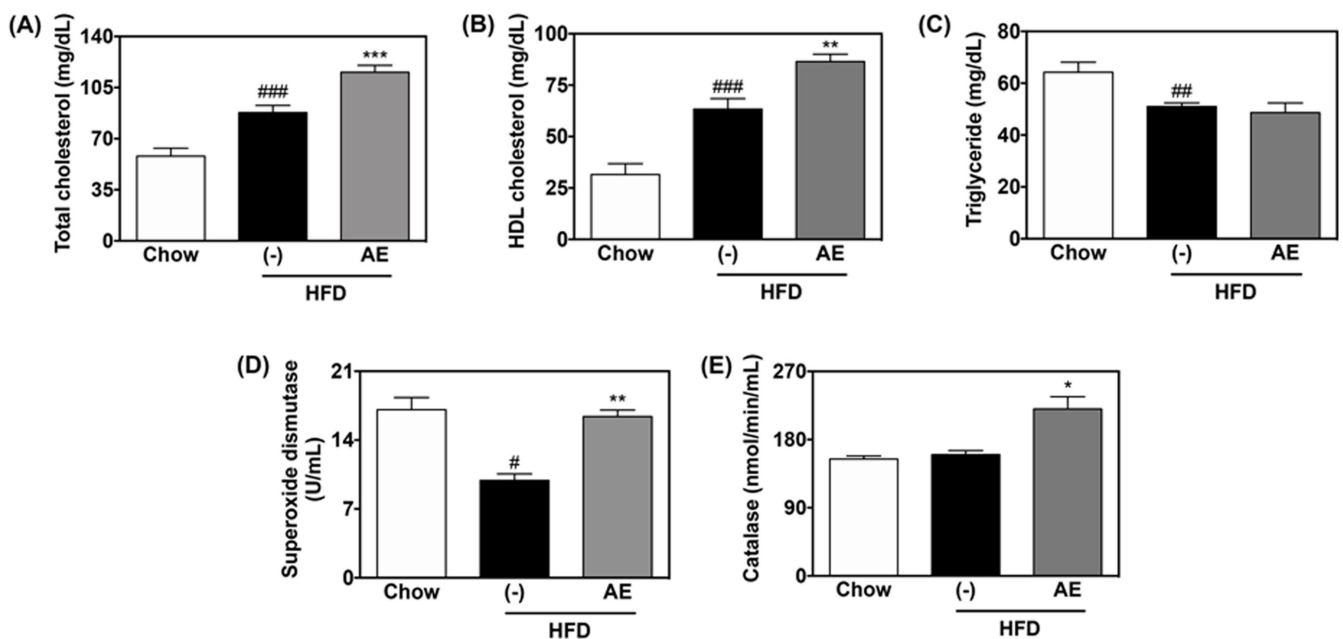 (A)
Total cholesterol (mg/dL)
140
105
70
35
0
###
***
Chow
(-)
AE
HFD
(B)
HDL cholesterol (mg/dL)
100
75
50
25
0
###
**
Chow
(-)
AE
HFD
(C)
Triglyceride (mg/dL)
80
60
40
20
0
##
Chow
(-)
AE
HFD
(D)
Superoxide dismutase
(U/mL)
21
14
7
0
#
**
Chow
(-)
AE
HFD
(E)
Catalase (nmol/min/mL)
270
180
90
0
*
Chow
(-)
AE
HFD